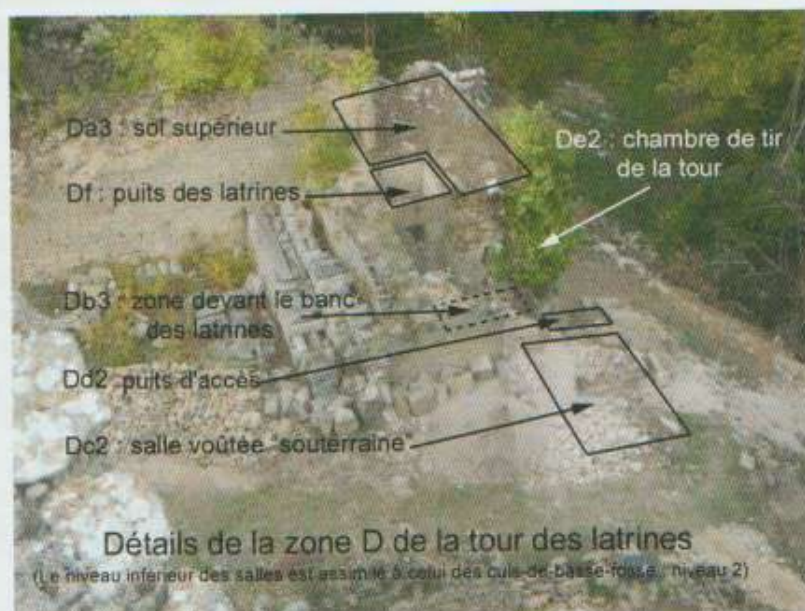 Da3 : sol supérieur
De2 : chambre de tir
de la tour
Df : puits des latrines
Db3 : zone devant le banc
des latrines
Dd2 : puits d'accès
Dc2 : salle voûtée "souterraine"
Détails de la zone D de la tour des latrines
(Le niveau inférieur des salles est assimilé à celui des culs-de-basse-fosse : niveau 2)